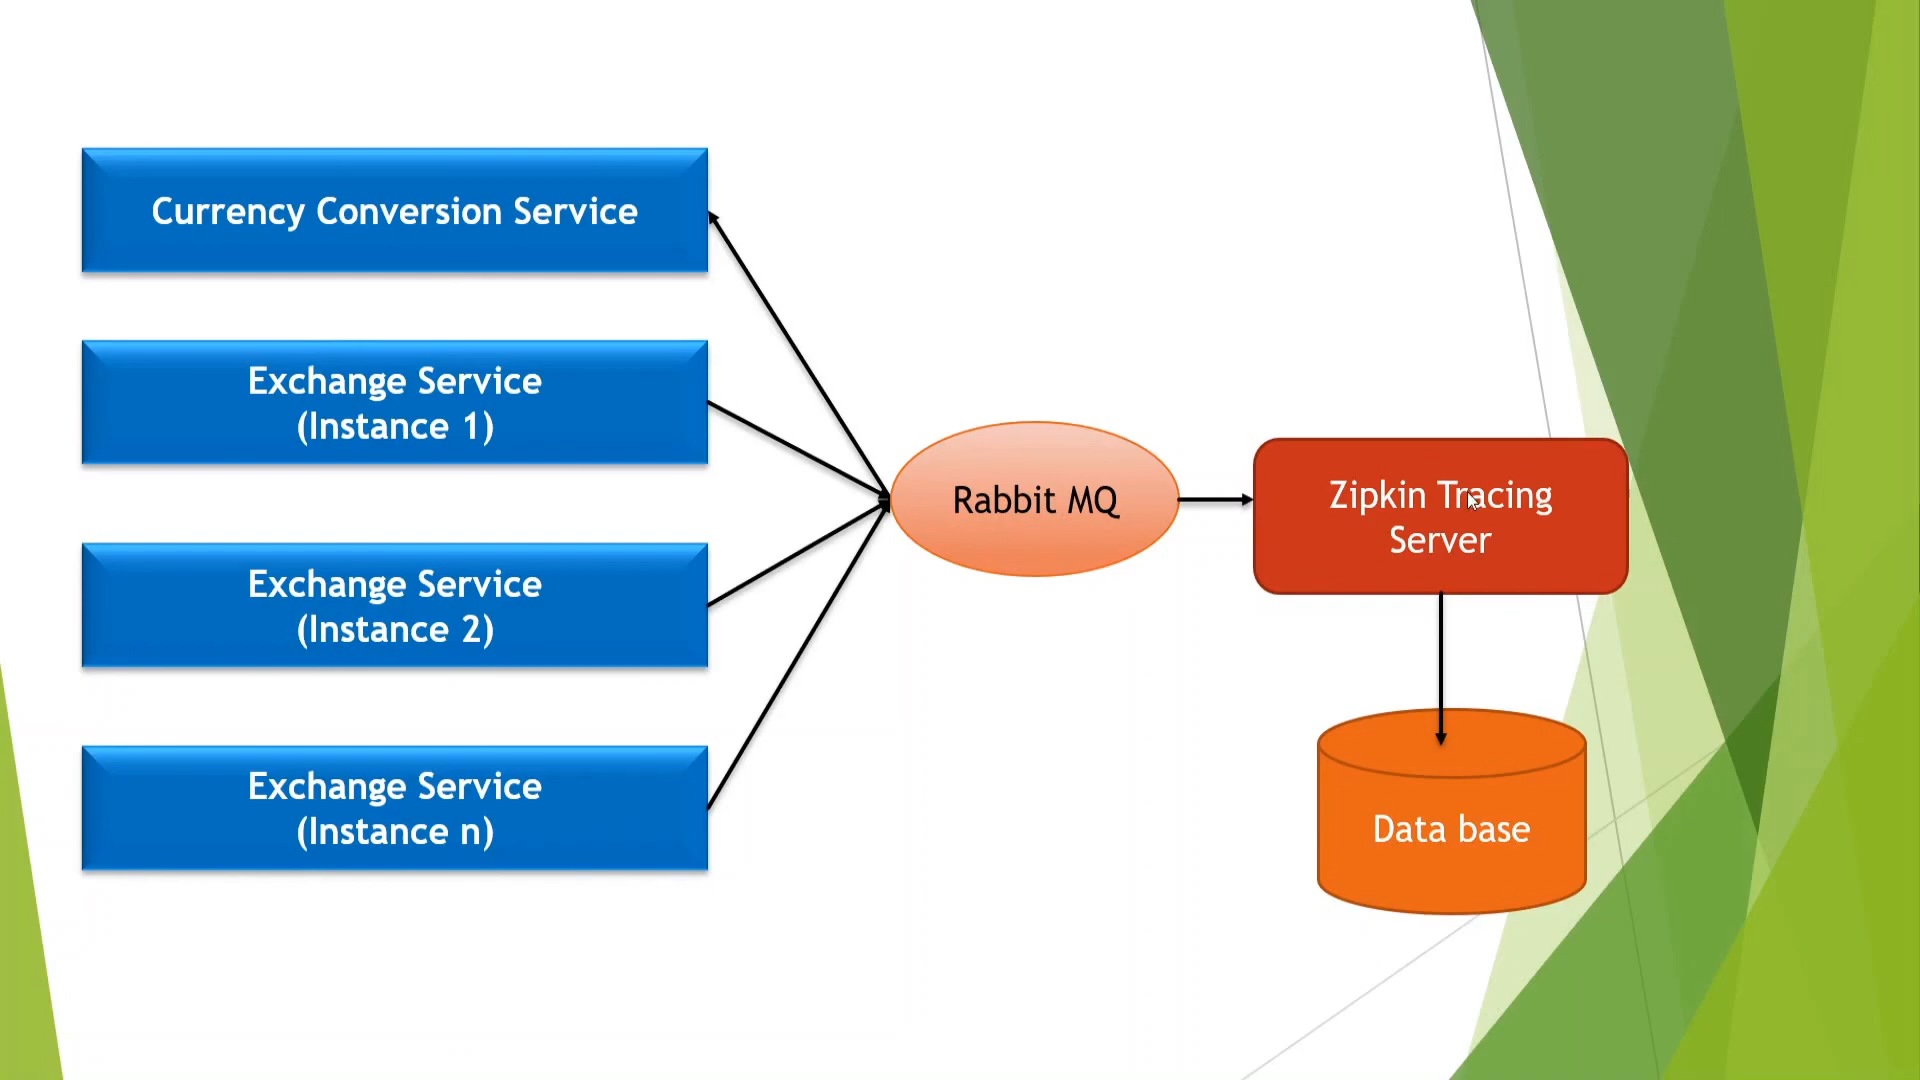 Currency Conversion Service
Exchange Service
(Instance 1)
Exchange Service
(Instance 2)
Exchange Service
(Instance n)
Rabbit MQ
Zipkin Tracing
Server
Data base